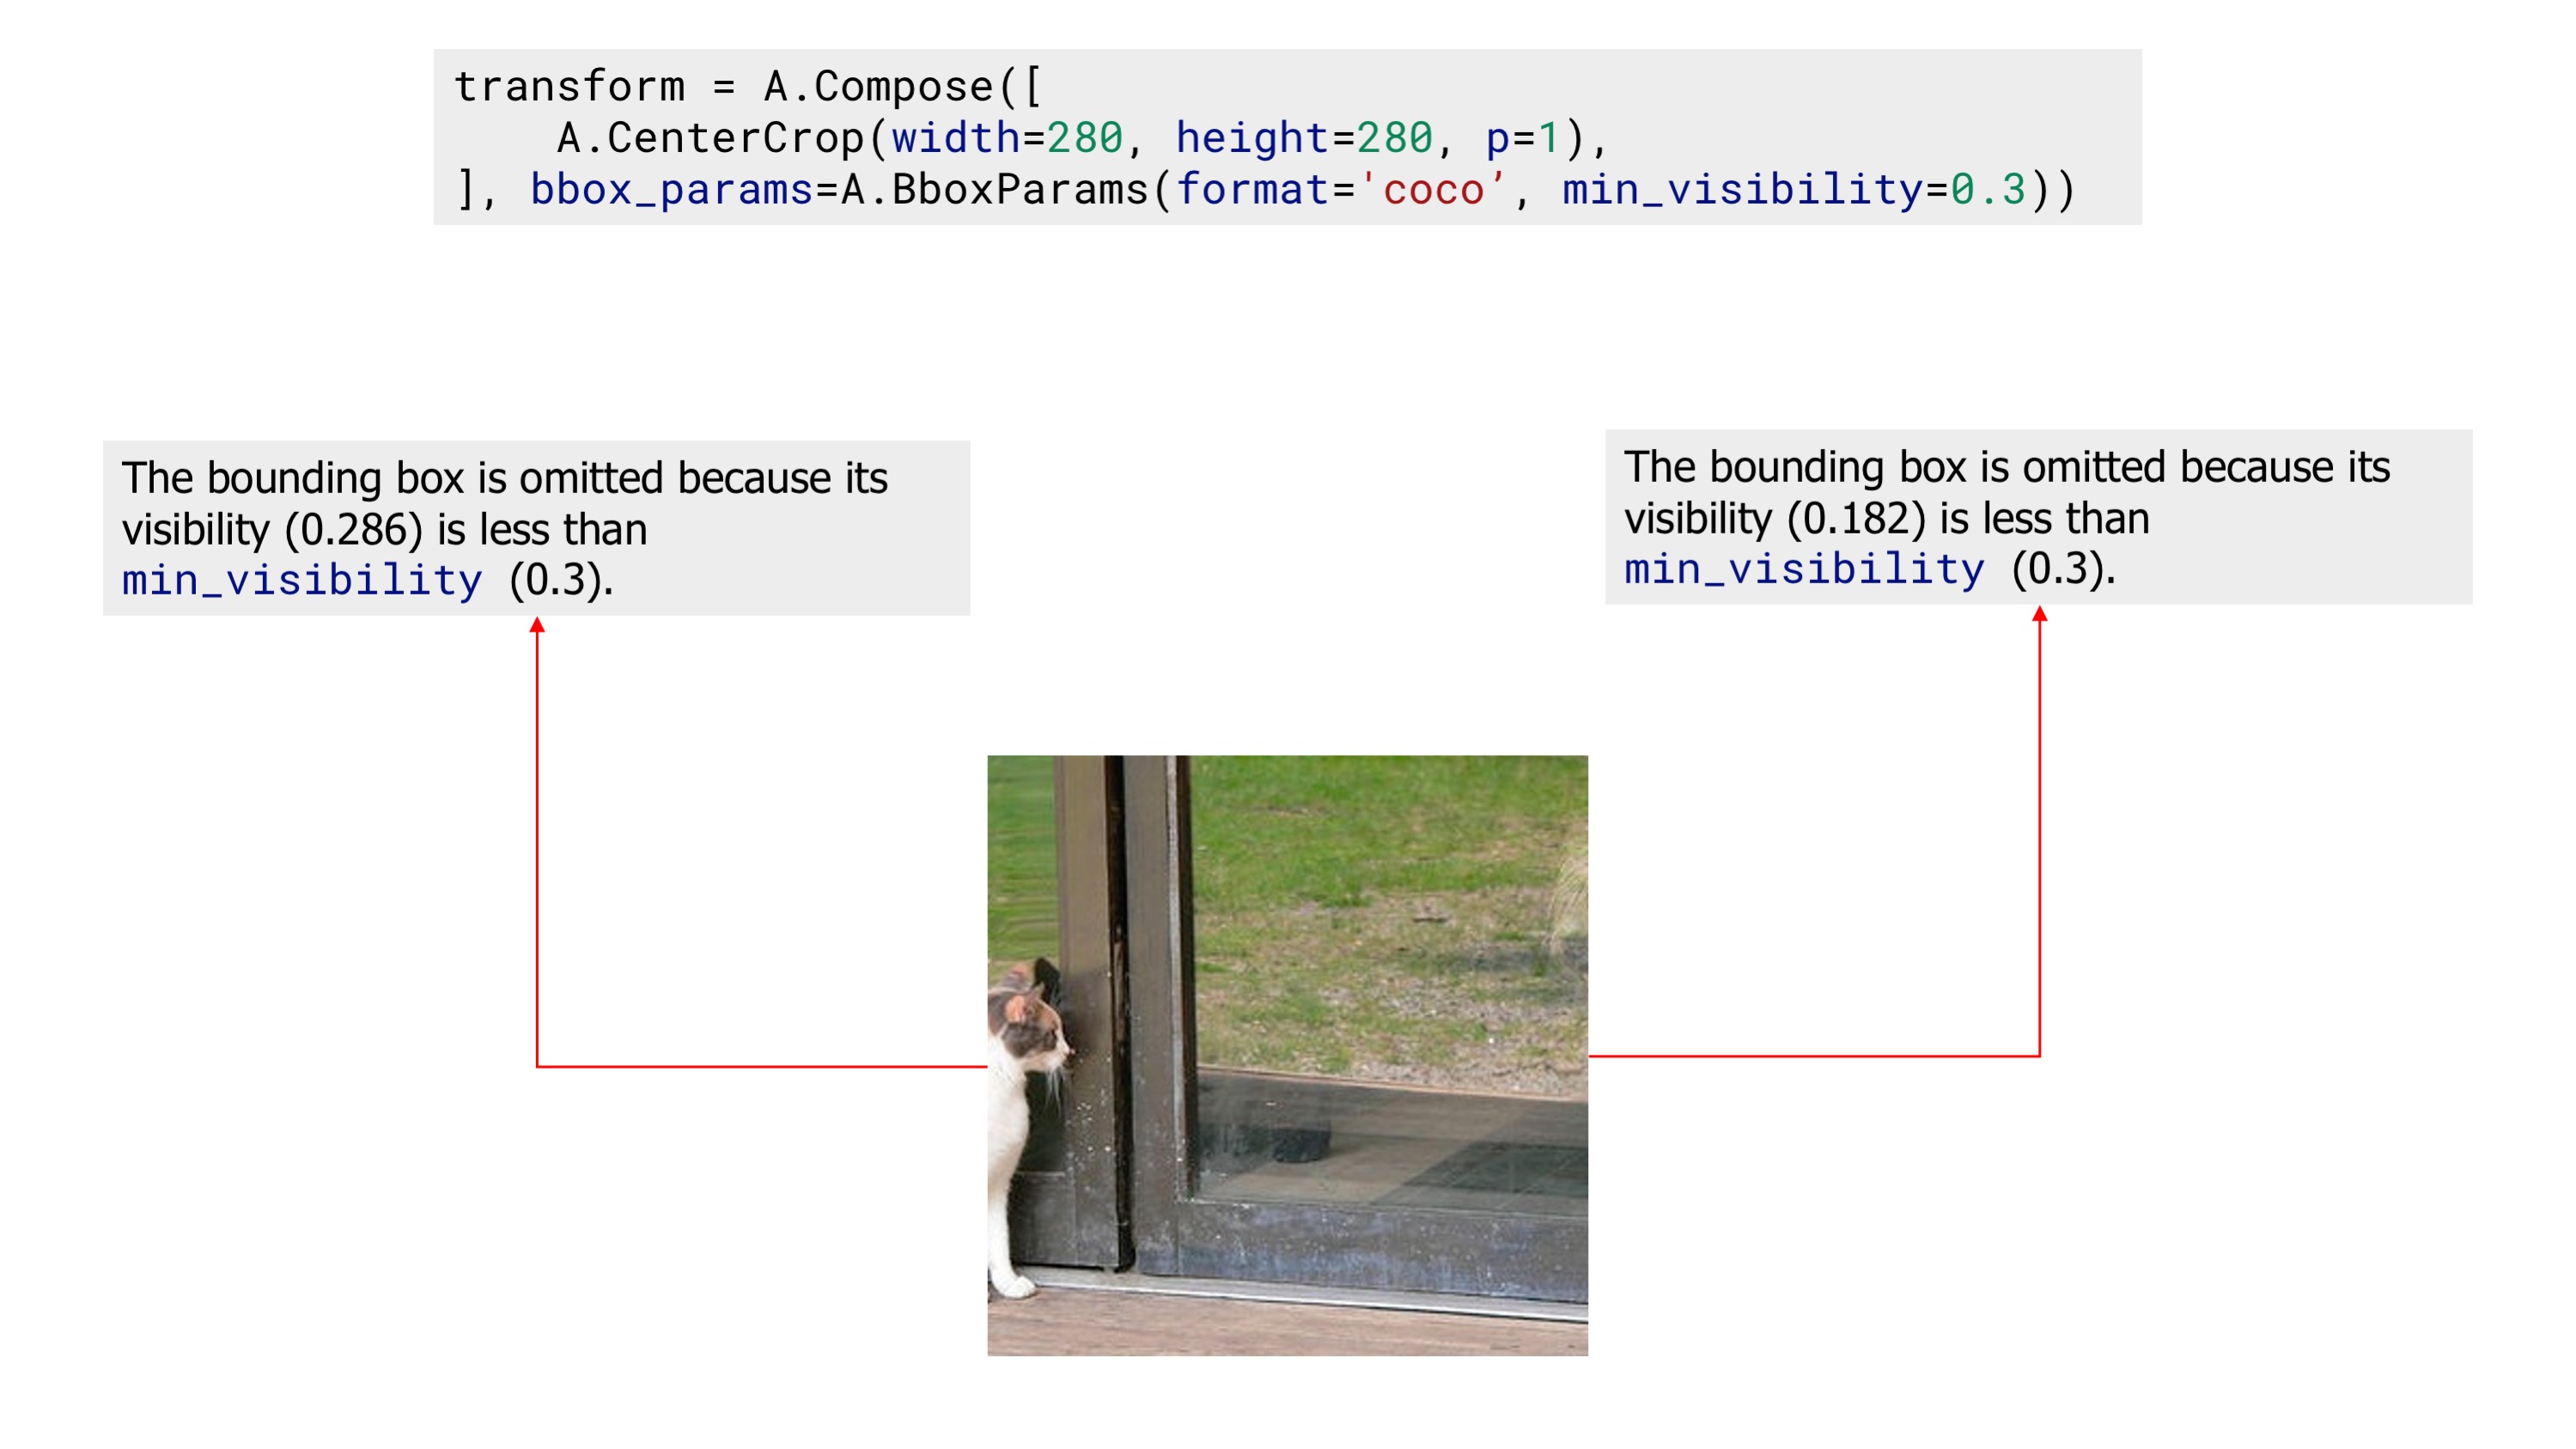 transform = A.Compose([
    A.CenterCrop(width=280, height=280, p=1),
], bbox_params=A.BboxParams(format='coco’, min_visibility=0.3))
The bounding box is omitted because its
visibility (0.286) is less than
min_visibility (0.3).
The bounding box is omitted because its
visibility (0.182) is less than
min_visibility (0.3).